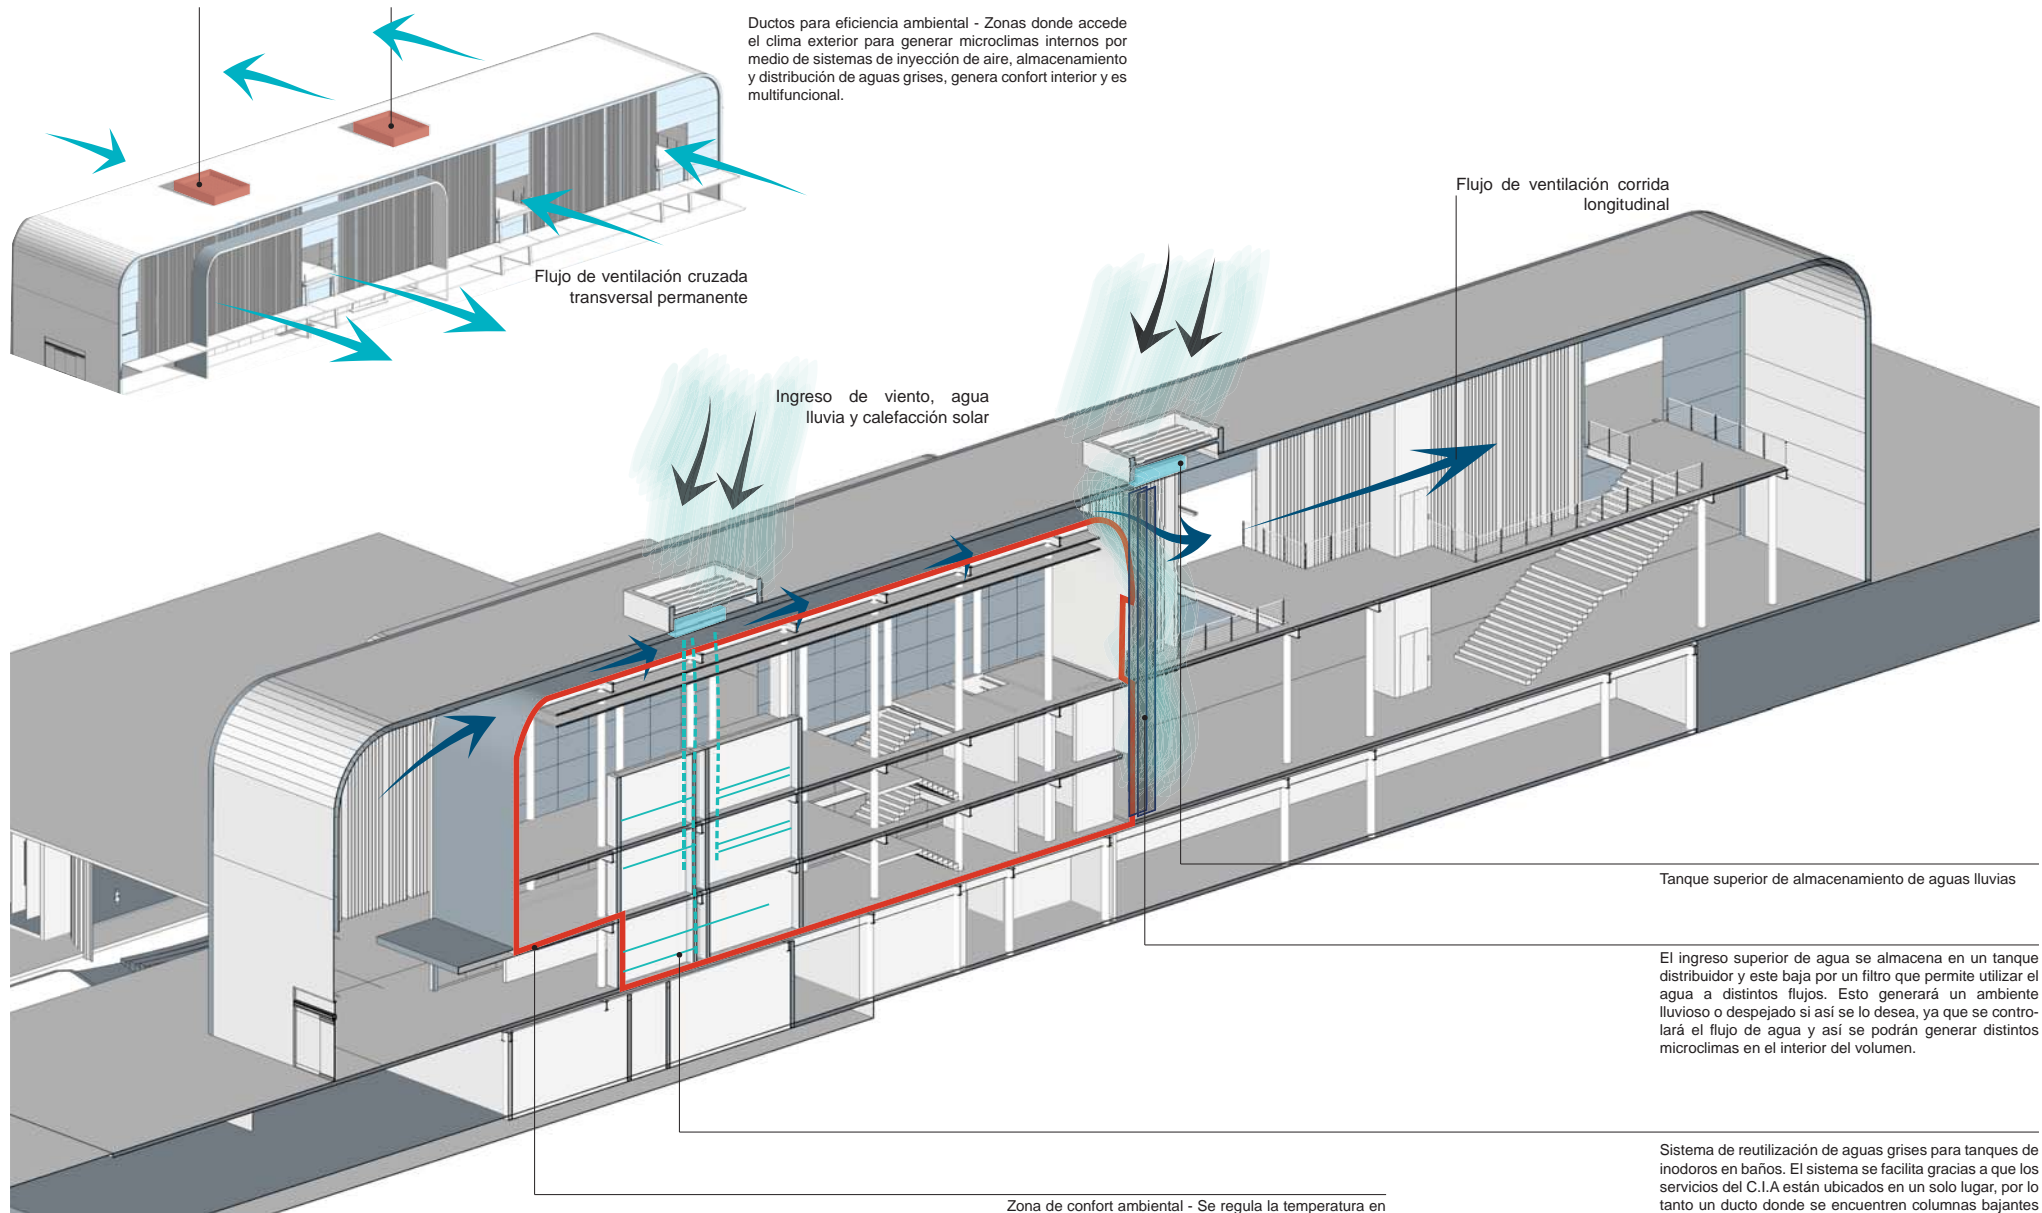 Ductos para eficiencia ambiental - Zonas donde accede
el clima exterior para generar microclimas internos por
medio de sistemas de inyección de aire, almacenamiento
y distribución de aguas grises, genera confort interior y es
multifuncional.
Flujo de ventilación corrida
longitudinal
Flujo de ventilación cruzada
transversal permanente
Ingreso de viento, agua
lluvia y calefacción solar
Tanque superior de almacenamiento de aguas lluvias
El ingreso superior de agua se almacena en un tanque
distribuidor y este baja por un filtro que permite utilizar el
agua a distintos flujos. Esto generará un ambiente
lluvioso o despejado si así se lo desea, ya que se contro-
lará el flujo de agua y así se podrán generar distintos
microclimas en el interior del volumen.
Sistema de reutilización de aguas grises para tanques de
inodoros en baños. El sistema se facilita gracias a que los
servicios del C.I.A están ubicados en un solo lugar, por lo
tanto un ducto donde se encuentren columnas bajantes
Zona de confort ambiental - Se regula la temperatura en